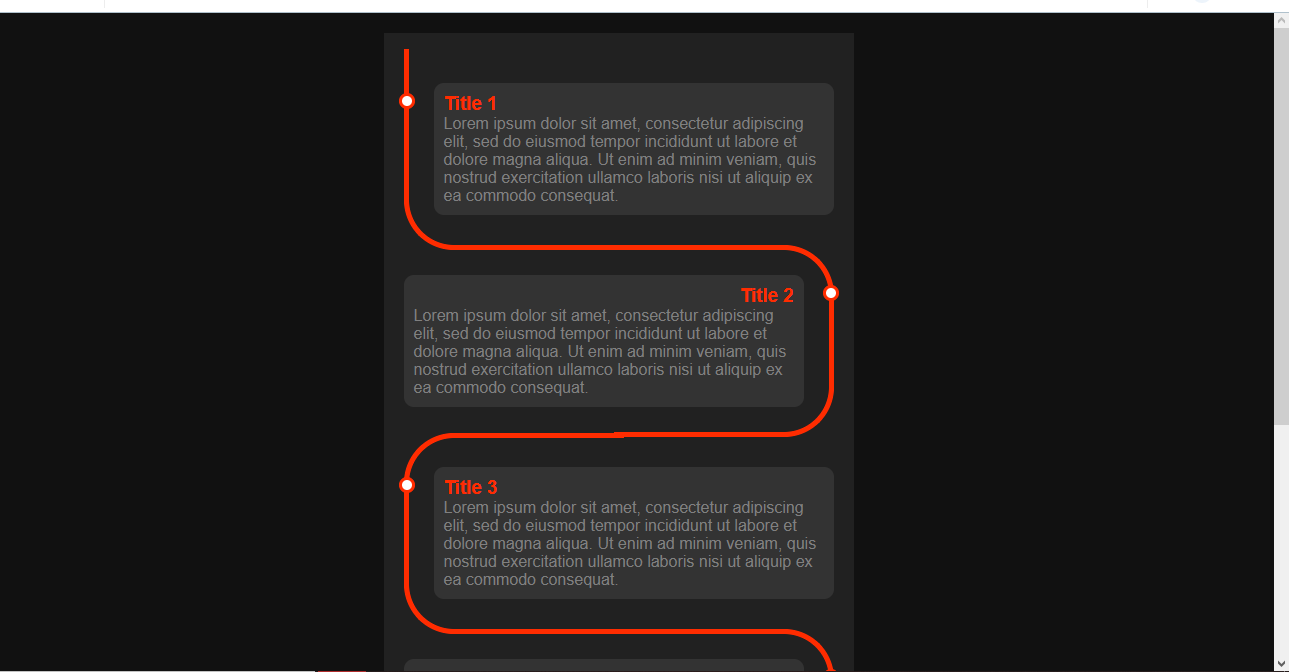 Title 1
Lorem ipsum dolor sit amet, consectetur adipiscing
elit, sed do eiusmod tempor incididunt ut labore et
dolore magna aliqua. Ut enim ad minim veniam, quis
nostrud exercitation ullamco laboris nisi ut aliquip ex
ea commodo consequat.
Title 2
Lorem ipsum dolor sit amet, consectetur adipiscing
elit, sed do eiusmod tempor incididunt ut labore et
dolore magna aliqua. Ut enim ad minim veniam, quis
nostrud exercitation ullamco laboris nisi ut aliquip ex
ea commodo consequat.
Title 3
Lorem ipsum dolor sit amet, consectetur adipiscing
elit, sed do eiusmod tempor incididunt ut labore et
dolore magna aliqua. Ut enim ad minim veniam, quis
nostrud exercitation ullamco laboris nisi ut aliquip ex
ea commodo consequat.